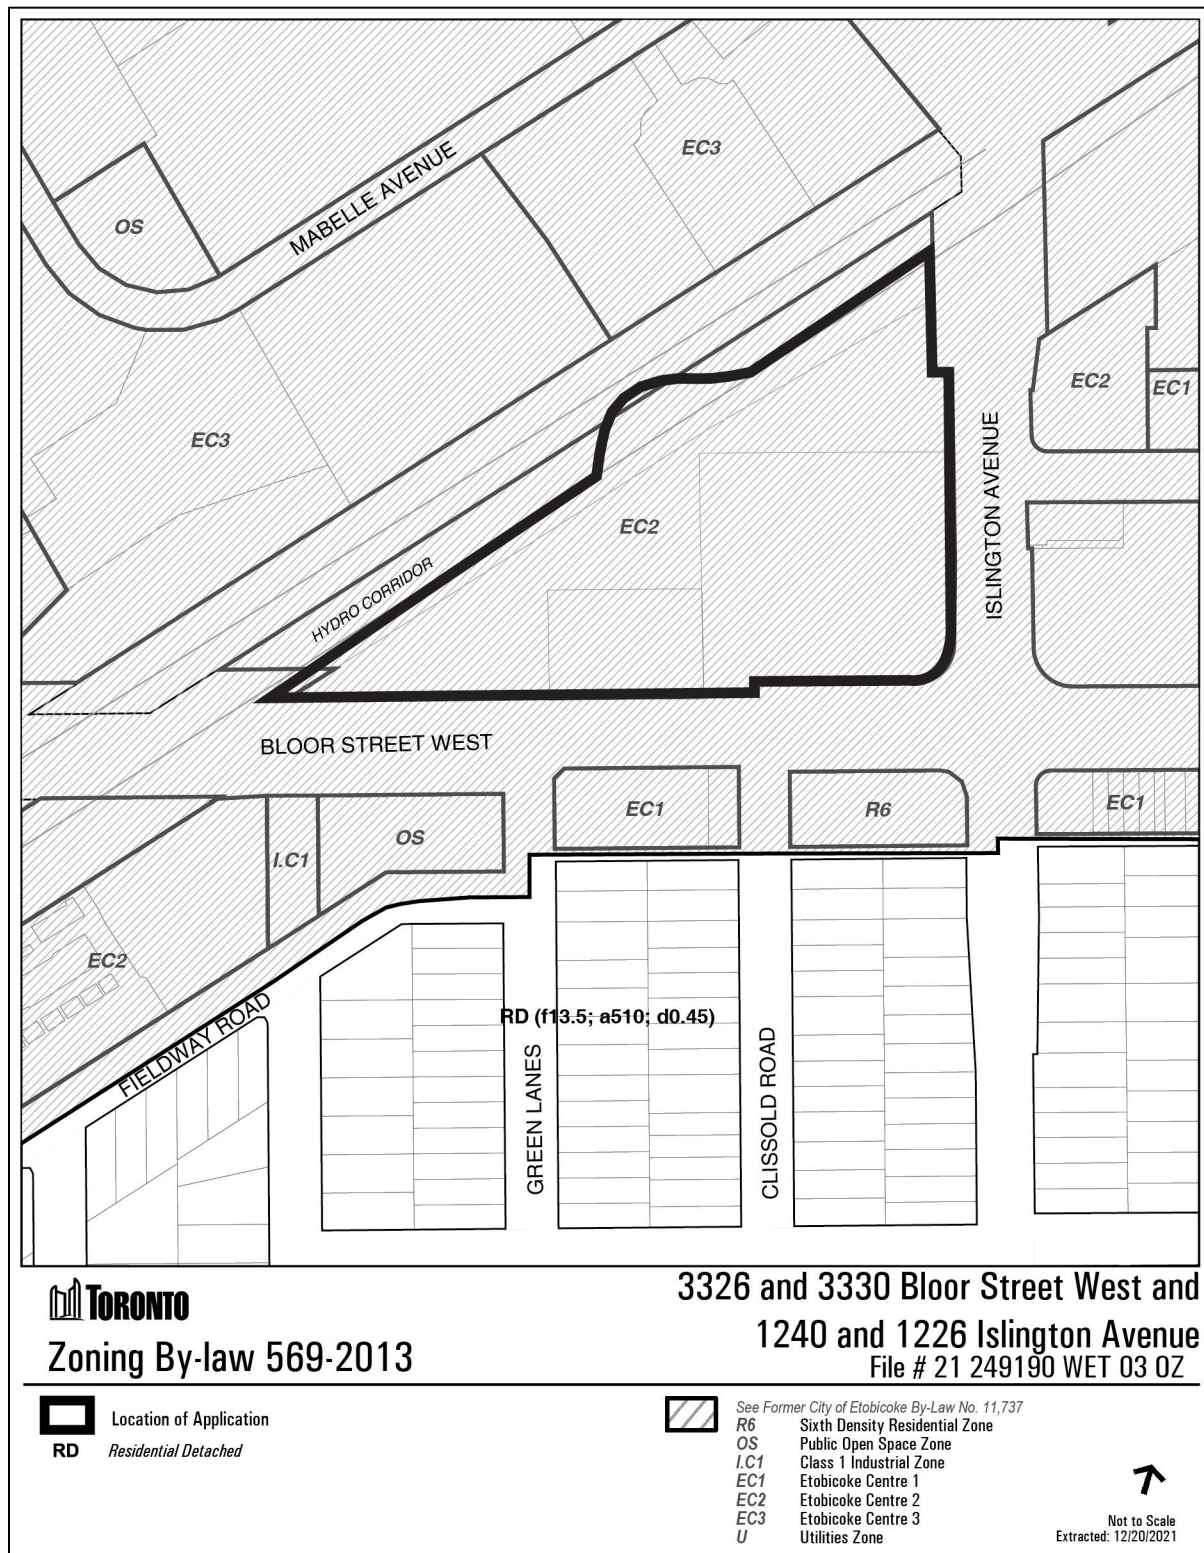 EC3
MABELLE AVENUE
OS
EC2
EC1
EC3
ISLINGTON AVENUE
EC2
HYDRO CORRIDOR
BLOOR STREET WEST
EC1
R6
EC1
OS
I.C1
EC2
FIELDWAY ROAD
RD (f13.5; a510; d0.45)
GREEN LANES
CLISSOLD ROAD
TORONTO
Zoning By-law 569-2013
3326 and 3330 Bloor Street West and
1240 and 1226 Islington Avenue
File # 21 249190 WET 03 OZ
Location of Application
RD Residential Detached
See Former City of Etobicoke By-Law No. 11,737
R6 Sixth Density Residential Zone
OS Public Open Space Zone
I.C1 Class 1 Industrial Zone
EC1 Etobicoke Centre 1
EC2 Etobicoke Centre 2
EC3 Etobicoke Centre 3
U Utilities Zone
Not to Scale
Extracted: 12/20/2021